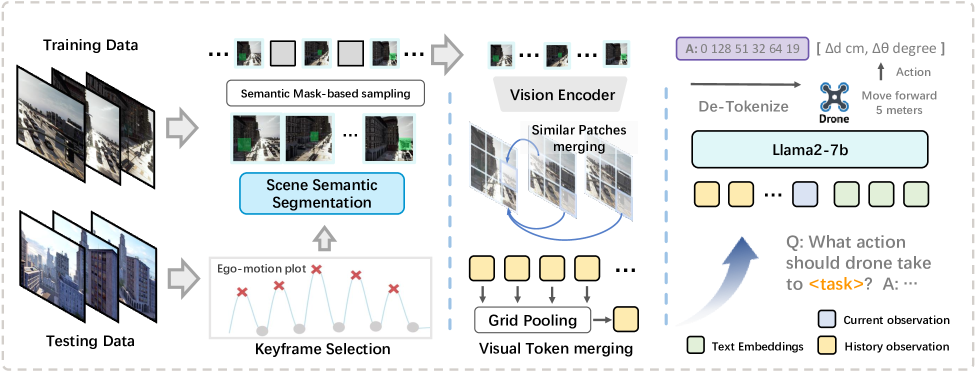 Training Data
Testing Data
Semantic Mask-based sampling
Scene Semantic
Segmentation
Ego-motion plot
Keyframe Selection
Vision Encoder
Similar Patches
merging
Grid Pooling
Visual Token merging
A: 0 128 51 32 64 19
[ Δd cm, Δθ degree ]
Action
De-Tokenize
Drone
Move forward
5 meters
Llama2-7b
Q: What action
should drone take
to <task>? A: ···
Current observation
Text Embeddings
History observation